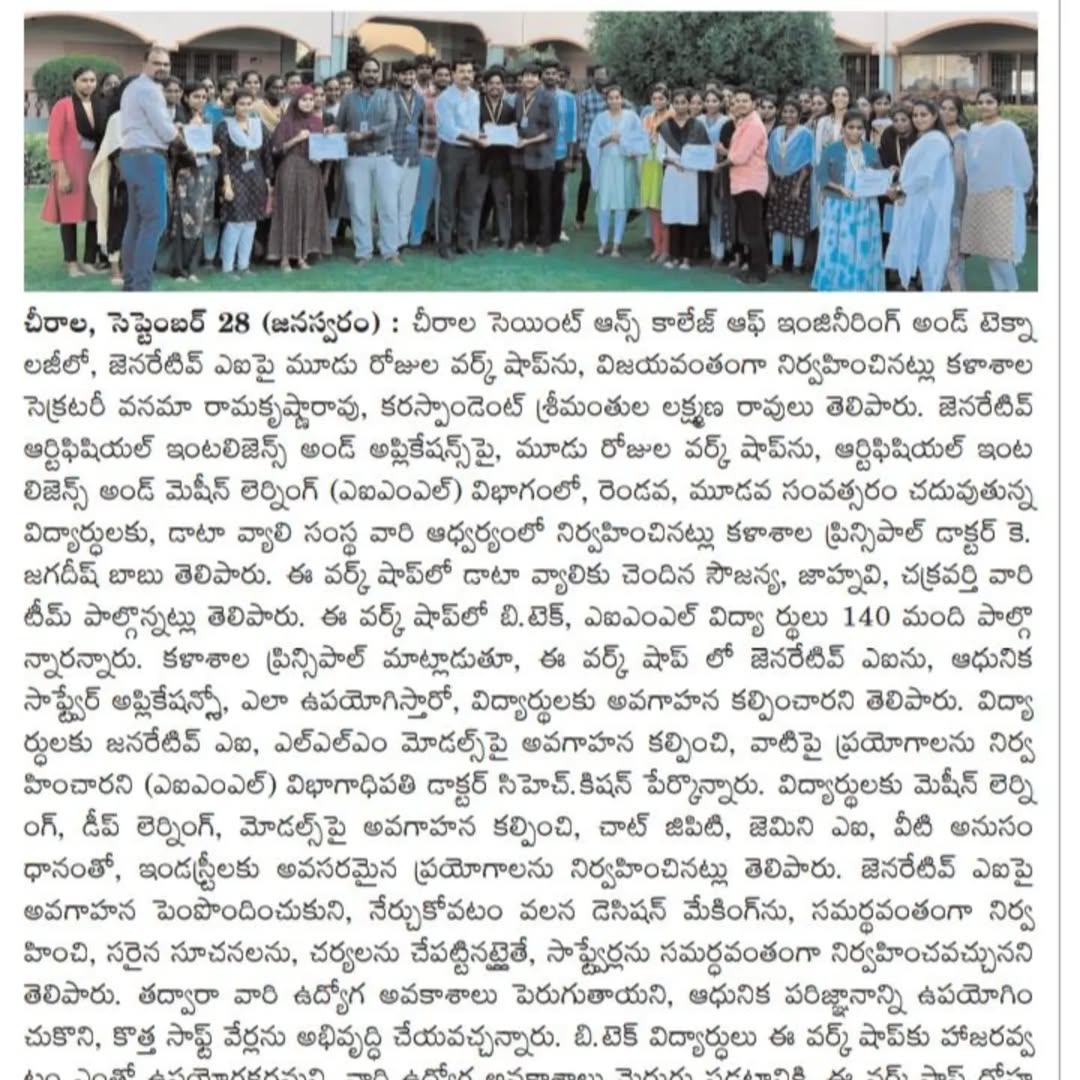 చీరాల, సెప్టెంబర్ 28 (జనస్వరం) : చీరాల సెయింట్ ఆన్స్ కాలేజ్ ఆఫ్ ఇంజినీరింగ్ అండ్ టెక్నా
లజీలో, జెనరేటివ్ ఎఐపై మూడు రోజుల వర్క్ షాప్‌ను, విజయవంతంగా నిర్వహించినట్లు కళాశాల
సెక్రటరీ వనమా రామకృష్ణారావు, కరస్పాండెంట్ శ్రీమంతుల లక్ష్మణ రావులు తెలిపారు. జెనరేటివ్
ఆర్టిఫిషియల్ ఇంటలిజెన్స్ అండ్ అప్లికేషన్స్‌పై, మూడు రోజుల వర్క్ షాప్‌ను, ఆర్టిఫిషియల్ ఇంట
లిజెన్స్ అండ్ మెషీన్ లెర్నింగ్ (ఎఐఎంఎల్) విభాగంలో, రెండవ, మూడవ సంవత్సరం చదువుతున్న
విద్యార్ధులకు, డాటా వ్యాలి సంస్థ వారి ఆధ్వర్యంలో నిర్వహించినట్లు కళాశాల ప్రిన్సిపాల్ డాక్టర్ కె.
జగదీష్ బాబు తెలిపారు. ఈ వర్క్ షాప్‌లో డాటా వ్యాలికు చెందిన సౌజన్య, జాహ్నవి, చక్రవర్తి వారి
టీమ్ పాల్గొన్నట్లు తెలిపారు. ఈ వర్క్ షాప్‌లో బి.టెక్, ఎఐఎంఎల్ విద్యా ర్థులు 140 మంది పాల్గొ
న్నారన్నారు. కళాశాల ప్రిన్సిపాల్ మాట్లాడుతూ, ఈ వర్క్ షాప్ లో జెనరేటివ్ ఎఐను, ఆధునిక
సాఫ్ట్వేర్ అప్లికేషన్స్లో, ఎలా ఉపయోగిస్తారో, విద్యార్థులకు అవగాహన కల్పించారని తెలిపారు. విద్యా
ర్ధులకు జనరేటివ్ ఎఐ, ఎల్ఎల్ఎం మోడల్స్‌పై అవగాహన కల్పించి, వాటిపై ప్రయోగాలను నిర్వ
హించారని (ఎఐఎంఎల్) విభాగాధిపతి డాక్టర్ సిహెచ్.కిషన్ పేర్కొన్నారు. విద్యార్థులకు మెషీన్ లెర్ని
ంగ్, డీప్ లెర్నింగ్, మోడల్స్‌పై అవగాహన కల్పించి, చాట్ జిపిటి, జెమిని ఎఐ, వీటి అనుసం
ధానంతో, ఇండస్ట్రీలకు అవసరమైన ప్రయోగాలను నిర్వహించినట్లు తెలిపారు. జెనరేటివ్ ఎఐపై
అవగాహన పెంపొందించుకుని, నేర్చుకోవటం వలన డెసిషన్ మేకింగ్‌ను, సమర్థవంతంగా నిర్వ
హించి, సరైన సూచనలను, చర్యలను చేపట్టినట్లైతే, సాఫ్ట్వేర్లను సమర్ధవంతంగా నిర్వహించవచ్చునని
తెలిపారు. తద్వారా వారి ఉద్యోగ అవకాశాలు పెరుగుతాయని, ఆధునిక పరిజ్ఞానాన్ని ఉపయోగిం
చుకొని, కొత్త సాఫ్ట్ వేర్లను అభివృద్ధి చేయవచ్చన్నారు. బి.టెక్ విద్యార్ధులు ఈ వర్క్ షాప్‌కు హాజరవ్వ